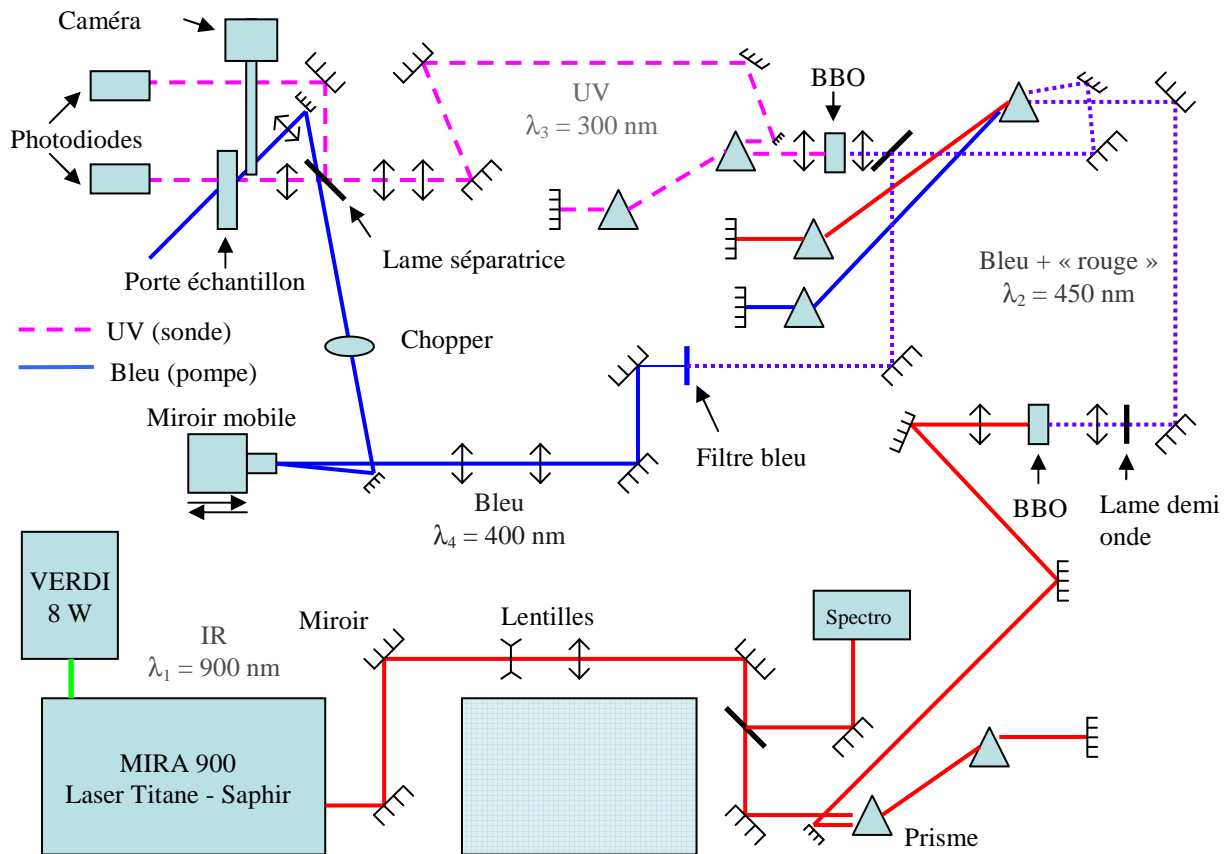 Caméra
Photodiodes
Porte échantillon
Lame séparatrice
UV
λ3 = 300 nm
BBO
Bleu + « rouge »
λ2 = 450 nm
UV (sonde)
Bleu (pompe)
Chopper
Miroir mobile
Filtre bleu
Bleu
λ4 = 400 nm
BBO
Lame demi
onde
VERDI
8 W
IR
λ1 = 900 nm
Miroir
Lentilles
Spectro
MIRA 900
Laser Titane - Saphir
Prisme